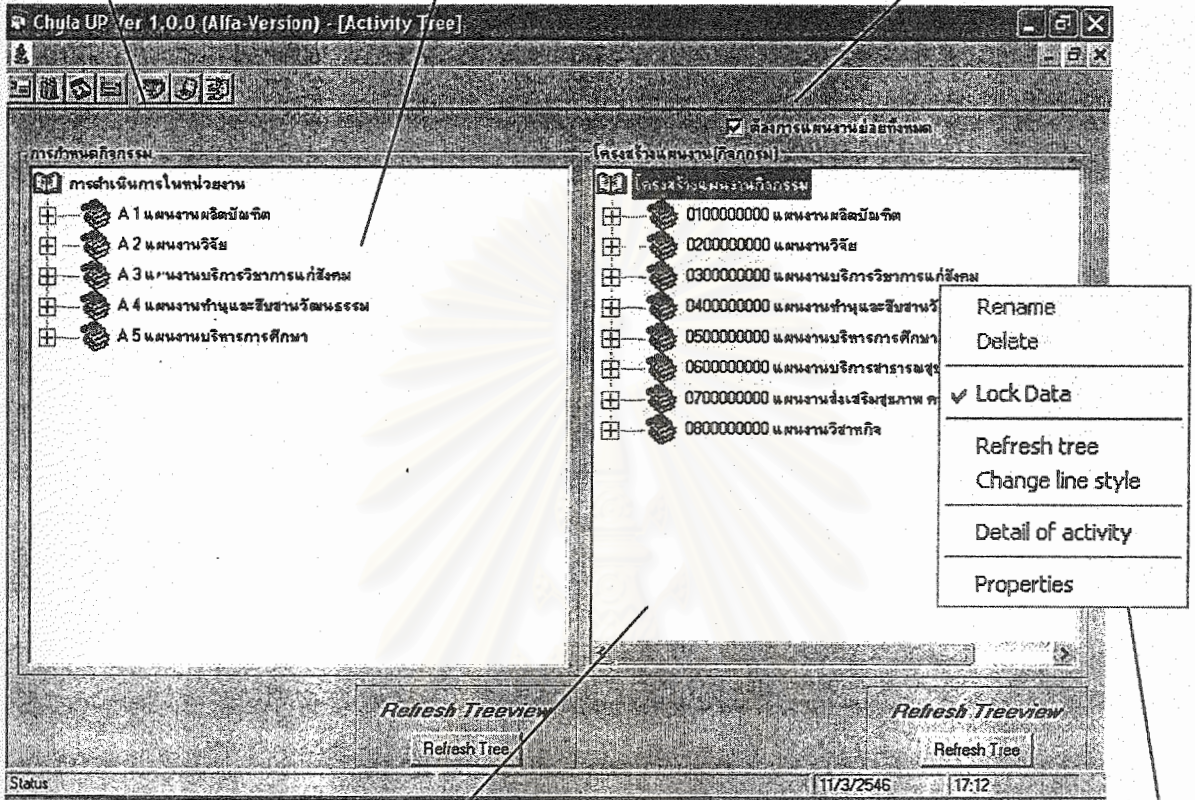 Chula UP Ver 1.0.0 (Alfa-Version) - [Activity Tree]
ต้องการแผนงานย่อยทั้งหมด
การกำหนดกิจกรรม
การดำเนินการในหน่วยงาน
A 1 แผนงานผลิตบัณฑิต
A 2 แผนงานวิจัย
A 3 แผนงานบริการวิชาการแก่สังคม
A 4 แผนงานทำนุและสืบสานวัฒนธรรม
A 5 แผนงานบริหารการศึกษา
โครงสร้างแผนงาน[กิจกรรม]
โครงสร้างแผนงานกิจกรรม
0100000000 แผนงานผลิตบัณฑิต
0200000000 แผนงานวิจัย
0300000000 แผนงานบริการวิชาการแก่สังคม
0400000000 แผนงานทำนุและสืบสานวั
0500000000 แผนงานบริหารการศึกษา
0600000000 แผนงานบริการสาธารณสุข
0700000000 แผนงานส่งเสริมสุขภาพ ค
0800000000 แผนงานวิสาหกิจ
Rename
Delete
Lock Data
Refresh tree
Change line style
Detail of activity
Properties
Refresh Treeview
Refresh Tree
Refresh Treeview
Refresh Tree
Status
11/3/2546
17:12